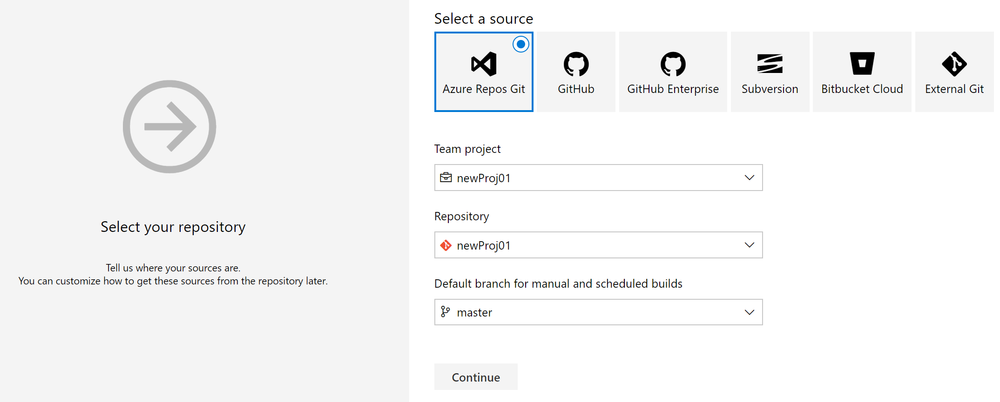 Select your repository
Tell us where your sources are.
You can customize how to get these sources from the repository later.
Select a source
Azure Repos Git
GitHub
GitHub Enterprise
Subversion
Bitbucket Cloud
External Git
Team project
newProj01
Repository
newProj01
Default branch for manual and scheduled builds
master
Continue